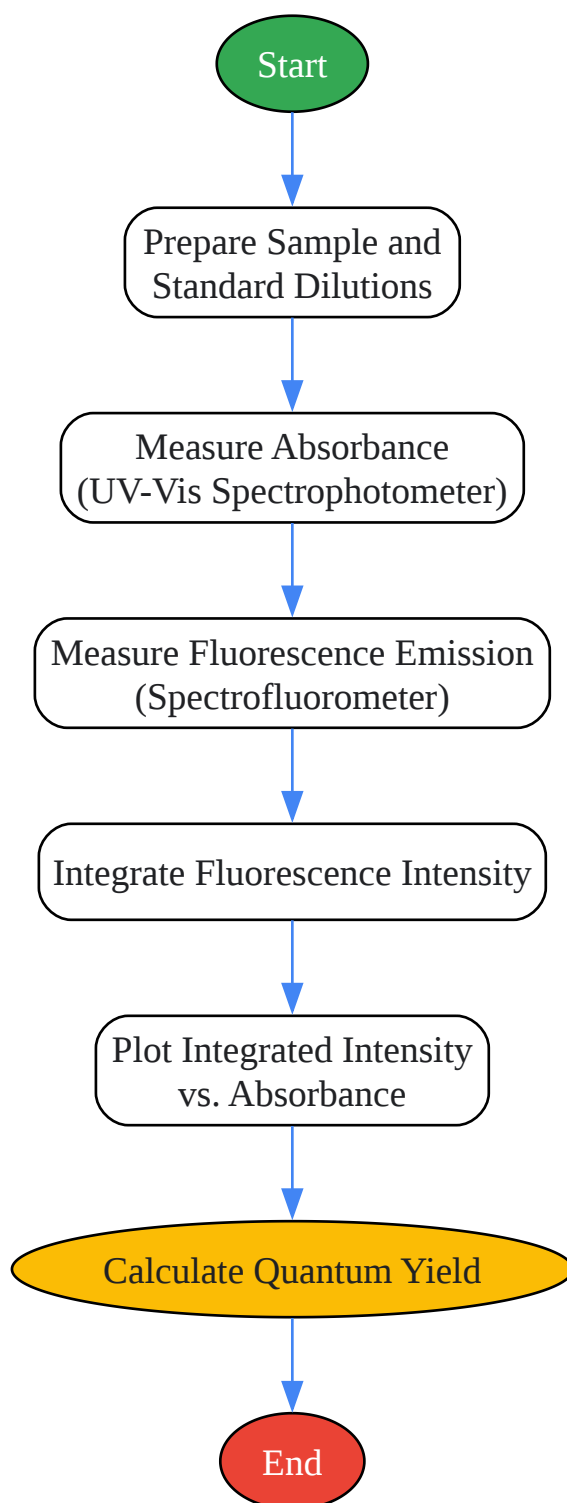 Start
Prepare Sample and
Standard Dilutions
Measure Absorbance
(UV-Vis Spectrophotometer)
Measure Fluorescence Emission
(Spectrofluorometer)
Integrate Fluorescence Intensity
Plot Integrated Intensity
vs. Absorbance
Calculate Quantum Yield
End